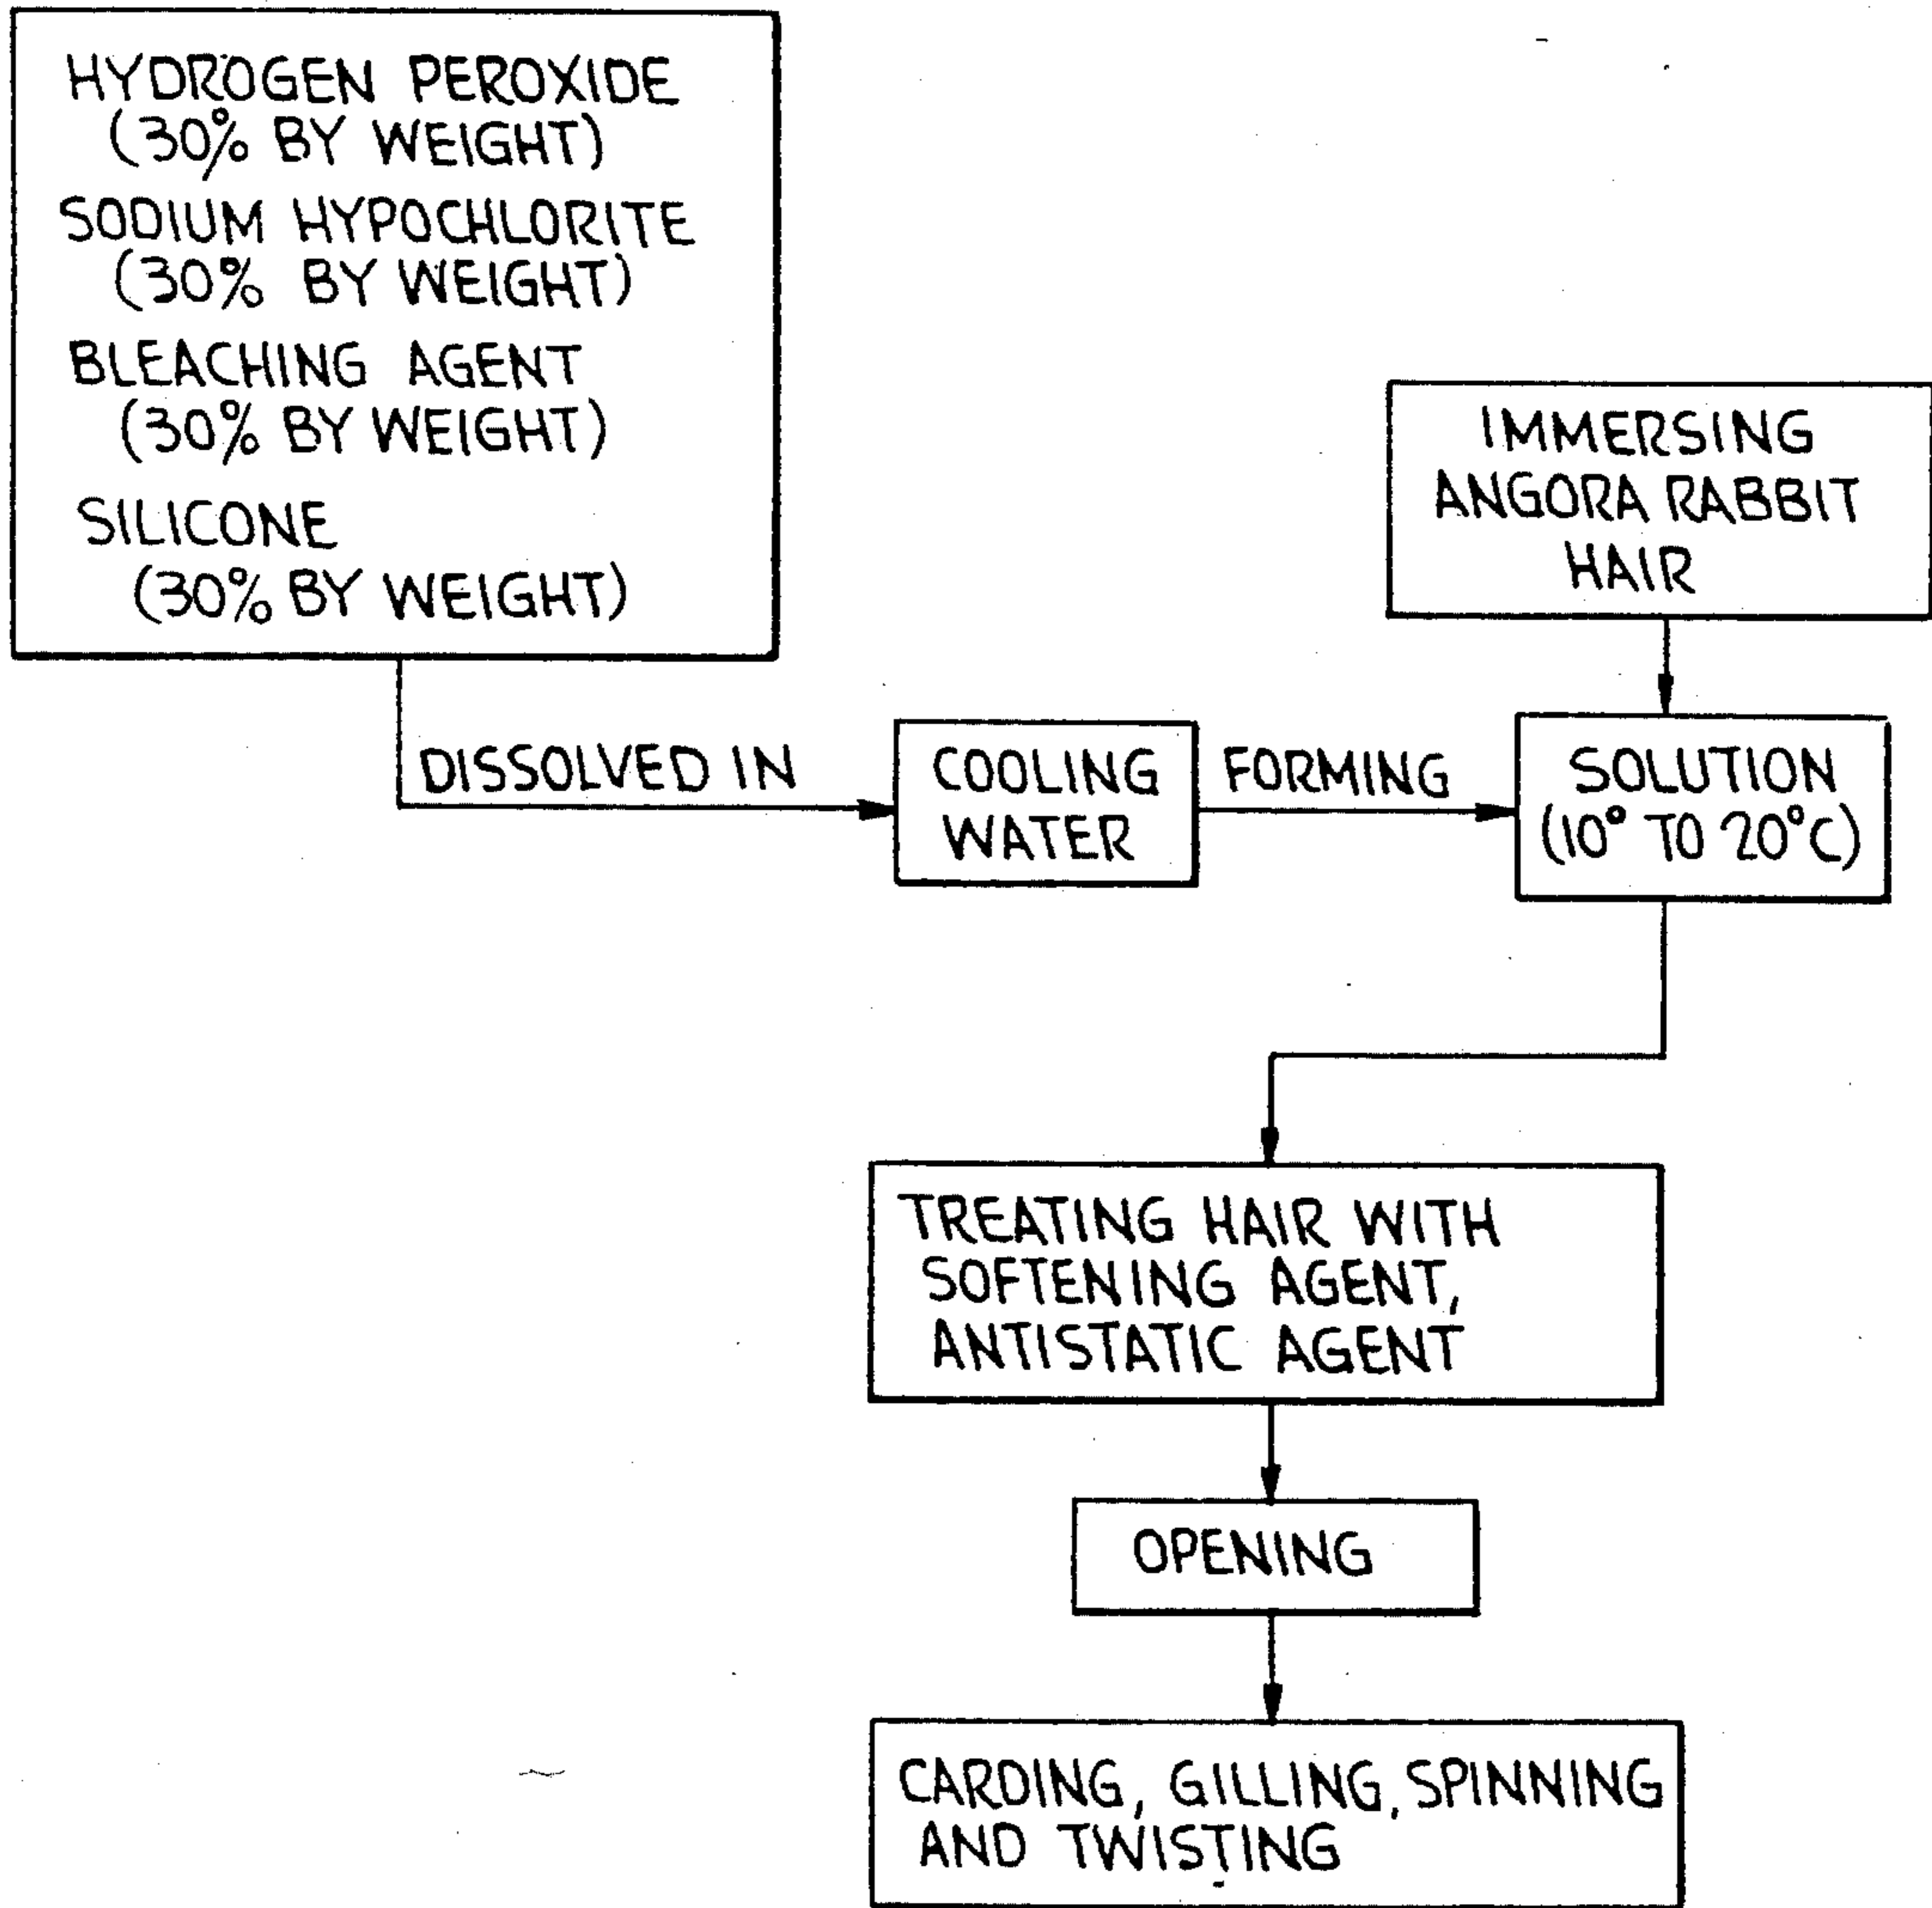 HYDROGEN PEROXIDE
(30% BY WEIGHT)
SODIUM HYPOCHLORITE
(30% BY WEIGHT)
BLEACHING AGENT
(30% BY WEIGHT)
SILICONE
(30% BY WEIGHT)
IMMERSING
ANGORA RABBIT
HAIR
DISSOLVED IN
COOLING
WATER
FORMING
SOLUTION
(10° TO 20°C)
TREATING HAIR WITH
SOFTENING AGENT,
ANTISTATIC AGENT
OPENING
CARDING, GILLING, SPINNING
AND TWISTING